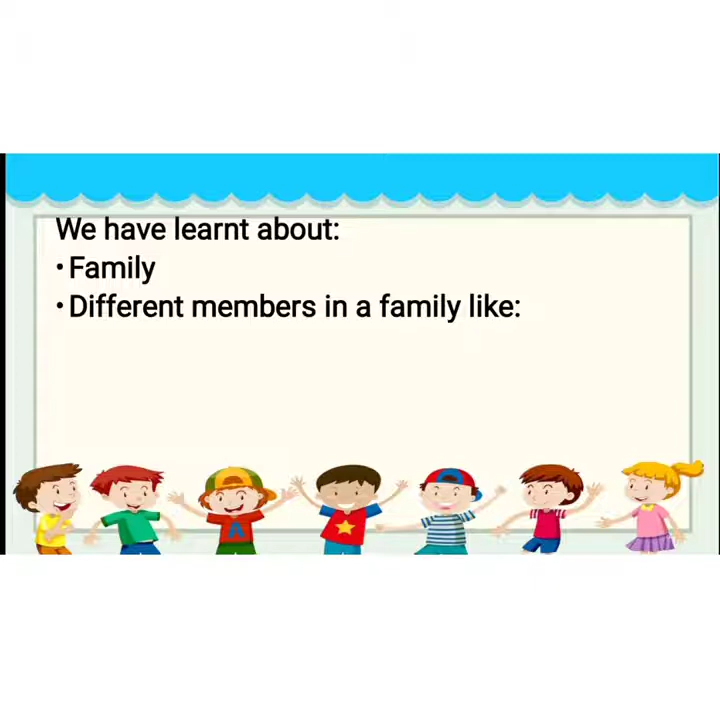 We have learnt about:
• Family
• Different members in a family like: